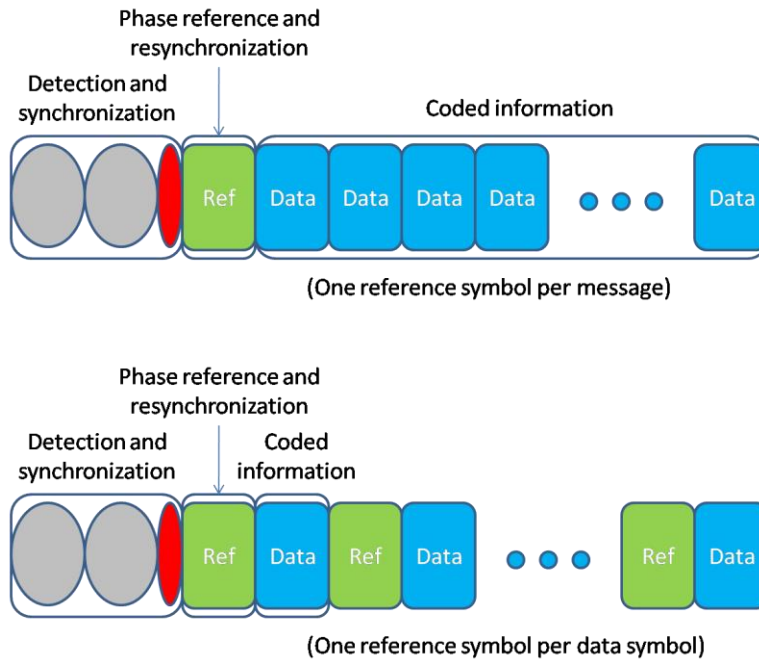 Phase reference and
resynchronization
Detection and
synchronization
Coded information
Ref Data Data Data Data Data
(One reference symbol per message)
Phase reference and
resynchronization
Detection and
synchronization
Coded
information
Ref Data Ref Data Ref Data
(One reference symbol per data symbol)